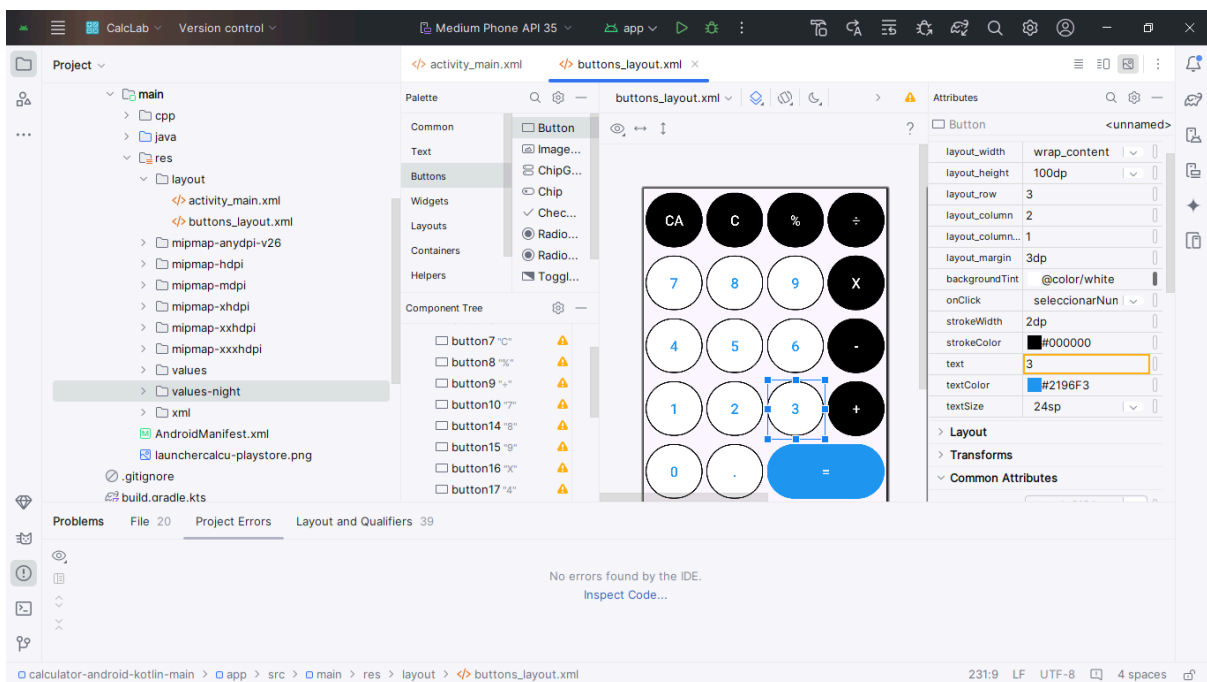 CalcLab Version control Medium Phone API 35 app
Project
main
cpp
java
res
layout
activity_main.xml
buttons_layout.xml
mipmap-anydpi-v26
mipmap-hdpi
mipmap-mdpi
mipmap-xhdpi
mipmap-xxhdpi
mipmap-xxxhdpi
values
values-night
xml
AndroidManifest.xml
launchercalcu-playstore.png
.gitignore
build.gradle.kts
activity_main.xml buttons_layout.xml
Palette
Common
Text
Buttons
Widgets
Layouts
Containers
Helpers
Button
Image...
ChipG...
Chip
Chec...
Radio...
Radio...
Toggl...
Component Tree
button7 "C"
button8 "%"
button9 "÷"
button10 "7"
button14 "8"
button15 "9"
button16 "X"
button17 "4"
buttons_layout.xml
?
CA C % ÷
7 8 9 X
4 5 6 -
1 2 3 +
0 . =
Attributes
Button <unnamed>
layout_width wrap_content
layout_height 100dp
layout_row 3
layout_column 2
layout_column... 1
layout_margin 3dp
backgroundTint @color/white
onClick seleccionarNun
strokeWidth 2dp
strokeColor #000000
text 3
textColor #2196F3
textSize 24sp
Layout
Transforms
Common Attributes
Problems File 20 Project Errors Layout and Qualifiers 39
No errors found by the IDE.
Inspect Code...
calculator-android-kotlin-main > app > src > main > res > layout > buttons_layout.xml 231:9 LF UTF-8 4 spaces